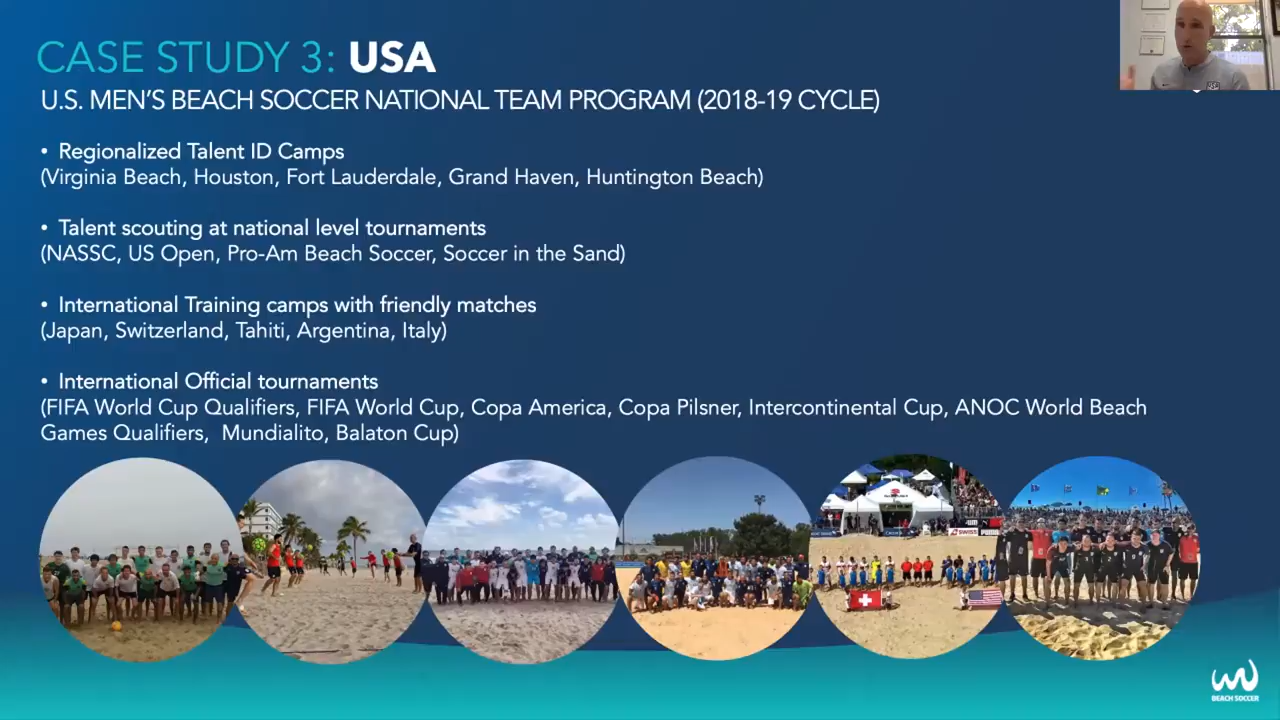 CASE STUDY 3: USA
U.S. MEN'S BEACH SOCCER NATIONAL TEAM PROGRAM (2018-19 CYCLE)
• Regionalized Talent ID Camps
(Virginia Beach, Houston, Fort Lauderdale, Grand Haven, Huntington Beach)
• Talent scouting at national level tournaments
(NASSC, US Open, Pro-Am Beach Soccer, Soccer in the Sand)
• International Training camps with friendly matches
(Japan, Switzerland, Tahiti, Argentina, Italy)
• International Official tournaments
(FIFA World Cup Qualifiers, FIFA World Cup, Copa America, Copa Pilsner, Intercontinental Cup, ANOC World Beach
Games Qualifiers,  Mundialito, Balaton Cup)
BEACH SOCCER